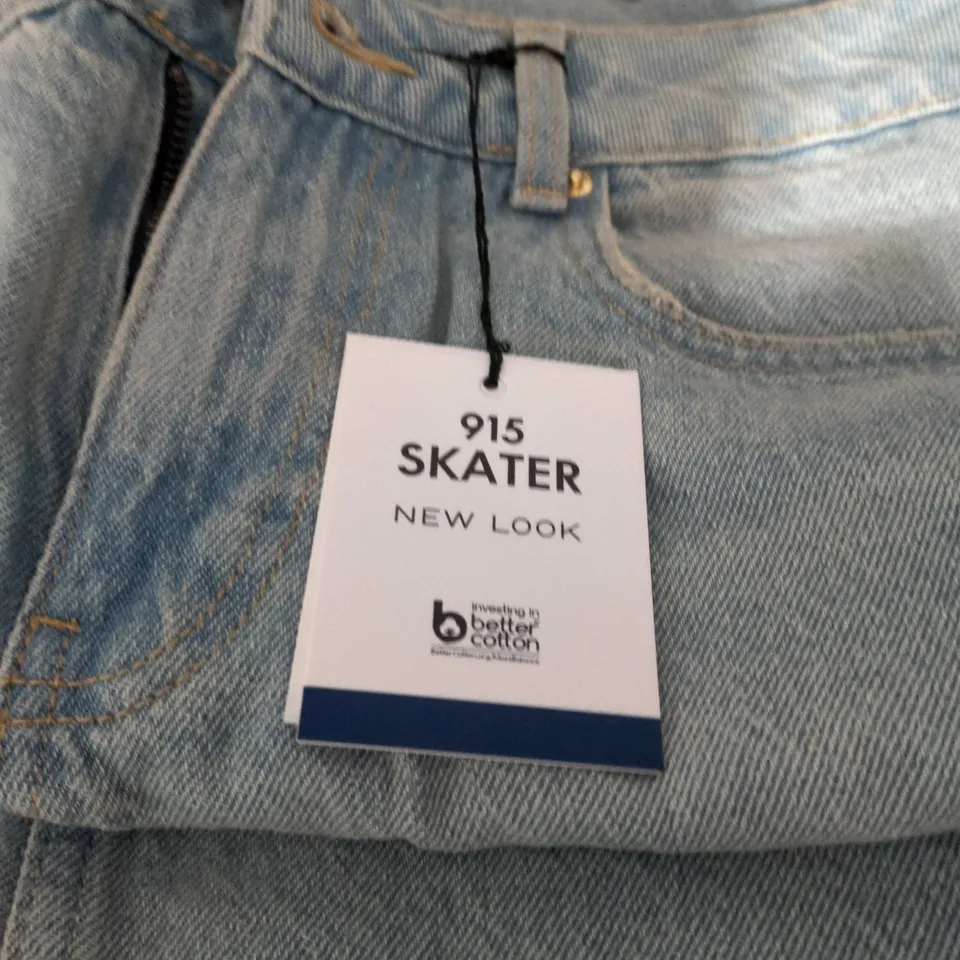 915
SKATER
NEW LOOK
investing in
better
cotton